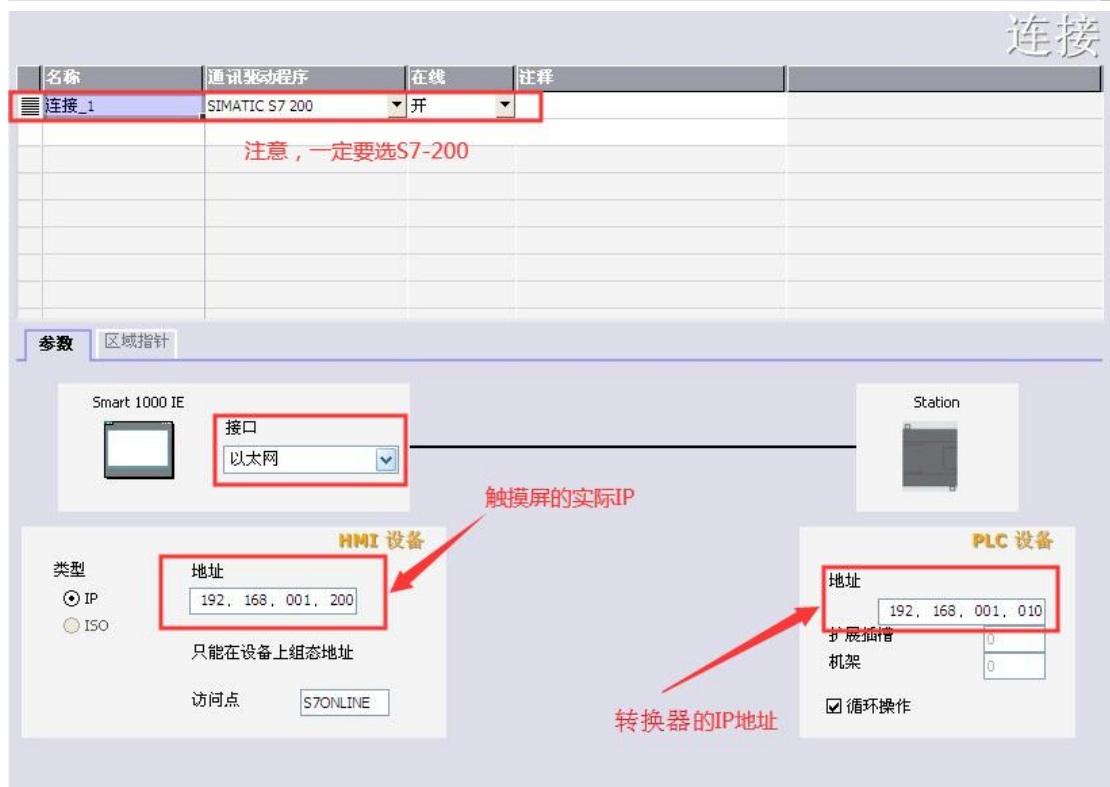 连接
名称 通讯驱动程序 在线 注释
连接_1 SIMATIC S7 200 开
注意，一定要选S7-200
参数 区域指针
Smart 1000 IE
接口
以太网
Station
触摸屏的实际IP
HMI 设备
类型
IP
ISO
地址
192. 168. 001. 200
只能在设备上组态地址
访问点 S7ONLINE
PLC 设备
地址
192. 168. 001. 010
扩展插槽 0
机架 0
循环操作
转换器的IP地址